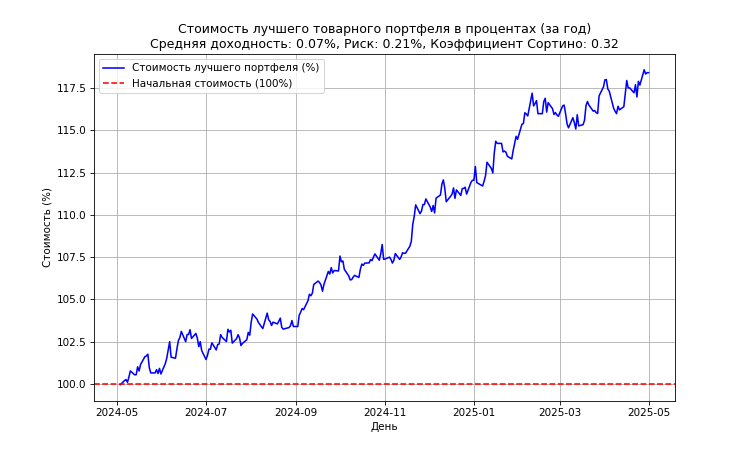 Стоимость лучшего товарного портфеля в процентах (за год)
Средняя доходность: 0.07%, Риск: 0.21%, Коэффициент Сортино: 0.32
Стоимость лучшего портфеля (%)
Начальная стоимость (100%)
Стоимость (%)
117.5
115.0
112.5
110.0
107.5
105.0
102.5
100.0
2024-05
2024-07
2024-09
2024-11
2025-01
2025-03
2025-05
День